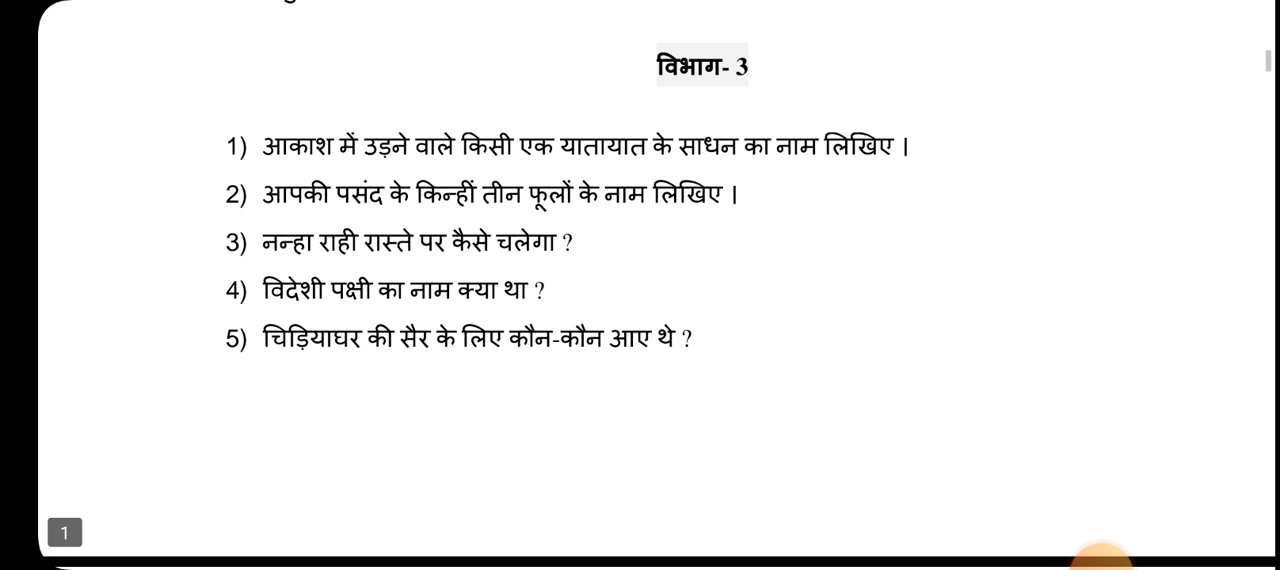 विभाग- 3
1) आकाश में उड़ने वाले किसी एक यातायात के साधन का नाम लिखिए ।
2) आपकी पसंद के किन्हीं तीन फूलों के नाम लिखिए ।
3) नन्हा राही रास्ते पर कैसे चलेगा ?
4) विदेशी पक्षी का नाम क्या था ?
5) चिड़ियाघर की सैर के लिए कौन-कौन आए थे ?
1